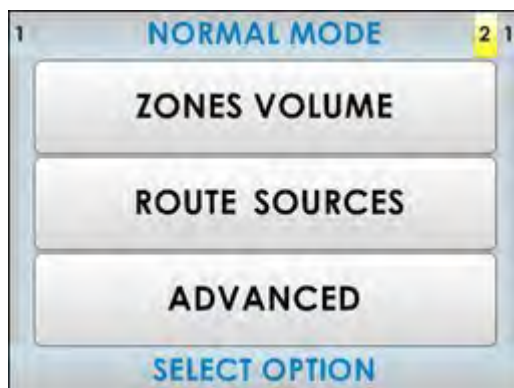 1 NORMAL MODE 2 1
ZONES VOLUME
ROUTE SOURCES
ADVANCED
SELECT OPTION